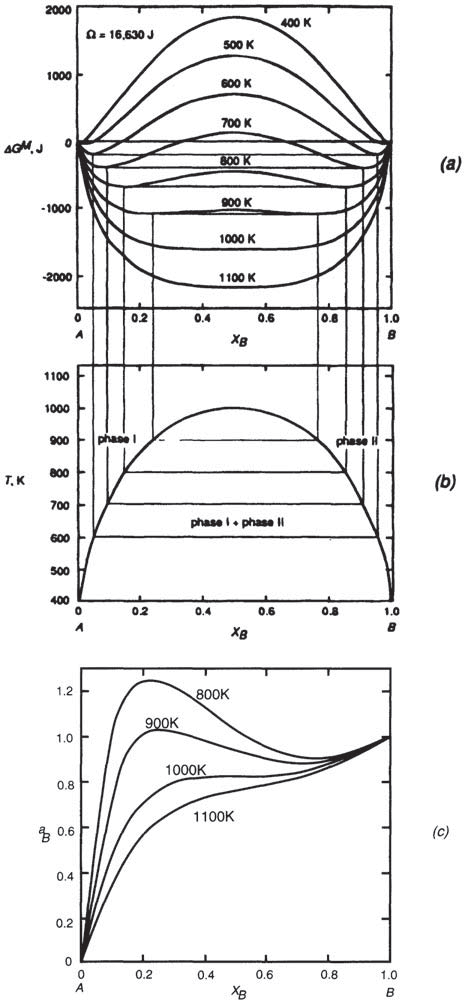 2000
Ω = 16,630 J
400 K
500 K
1000
600 K
700 K
0
ΔGᴹ, J
800 K
(a)
900 K
-1000
1000 K
1100 K
-2000
0 0.2 0.4 0.6 0.8 1.0
A X_B B
1100
1000
900
phase I phase II
800
T, K
(b)
700
phase I + phase II
600
500
400
0 0.2 0.4 0.6 0.8 1.0
A X_B B
1.2
800K
900K
1.0
1000K
0.8
1100K
a_B
(c)
0.6
0.4
0.2
0
0 0.2 0.4 0.6 0.8 1.0
A X_B B